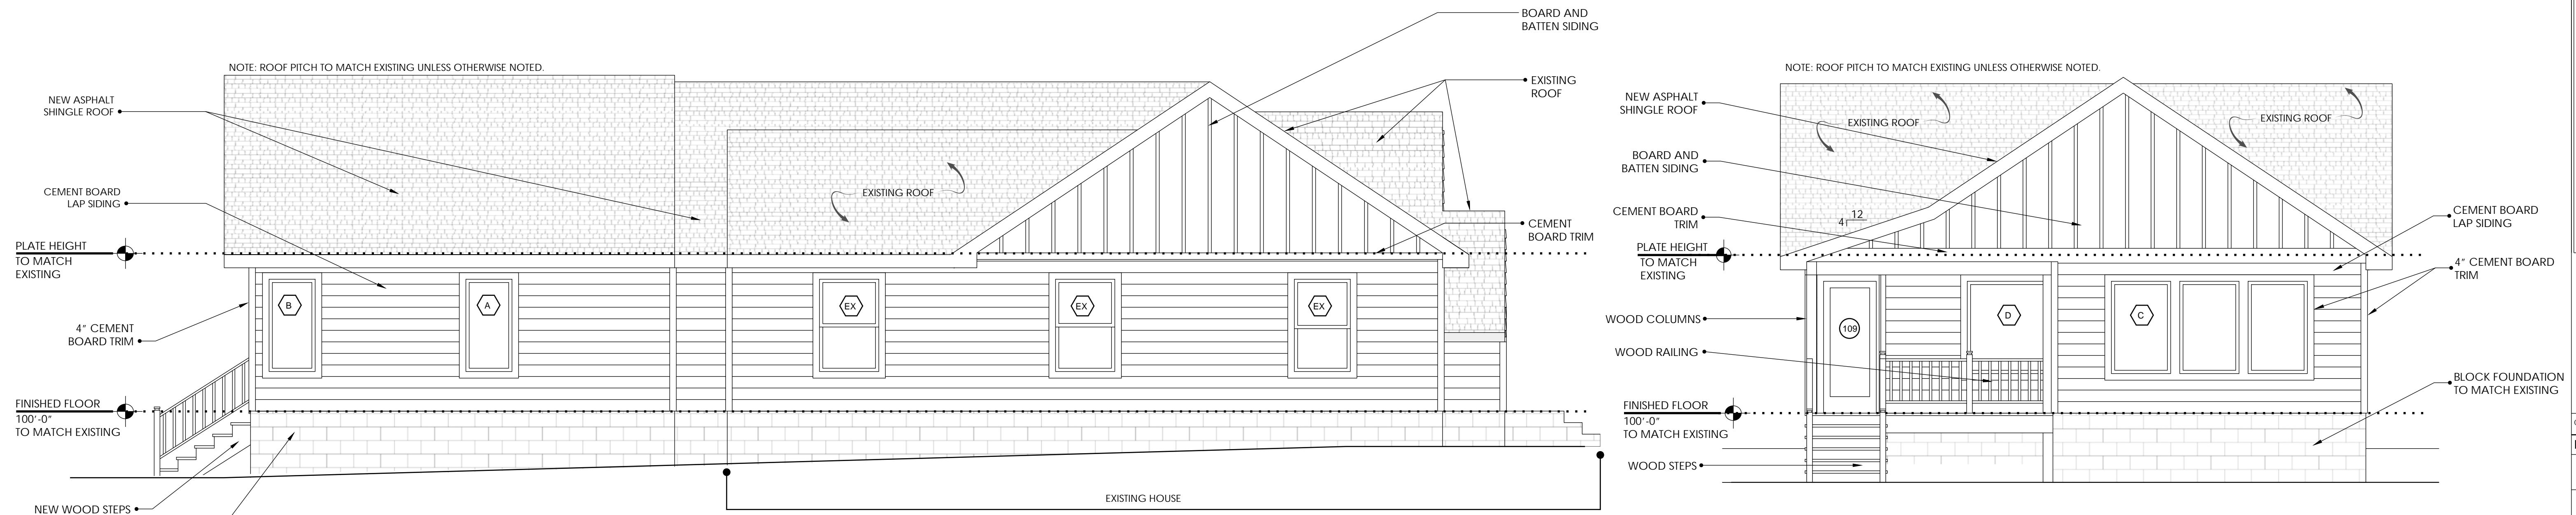 NOTE: ROOF PITCH TO MATCH EXISTING UNLESS OTHERWISE NOTED.
NEW ASPHALT
SHINGLE ROOF
CEMENT BOARD
LAP SIDING
PLATE HEIGHT
TO MATCH
EXISTING
4" CEMENT
BOARD TRIM
FINISHED FLOOR
100'-0"
TO MATCH EXISTING
NEW WOOD STEPS
BOARD AND
BATTEN SIDING
EXISTING
ROOF
EXISTING ROOF
CEMENT
BOARD TRIM
B
A
EX
EX
EX
EXISTING HOUSE
NOTE: ROOF PITCH TO MATCH EXISTING UNLESS OTHERWISE NOTED.
NEW ASPHALT
SHINGLE ROOF
EXISTING ROOF
EXISTING ROOF
BOARD AND
BATTEN SIDING
CEMENT BOARD
TRIM
12
4
PLATE HEIGHT
TO MATCH
EXISTING
WOOD COLUMNS
WOOD RAILING
FINISHED FLOOR
100'-0"
TO MATCH EXISTING
WOOD STEPS
109
D
C
CEMENT BOARD
LAP SIDING
4" CEMENT BOARD
TRIM
BLOCK FOUNDATION
TO MATCH EXISTING